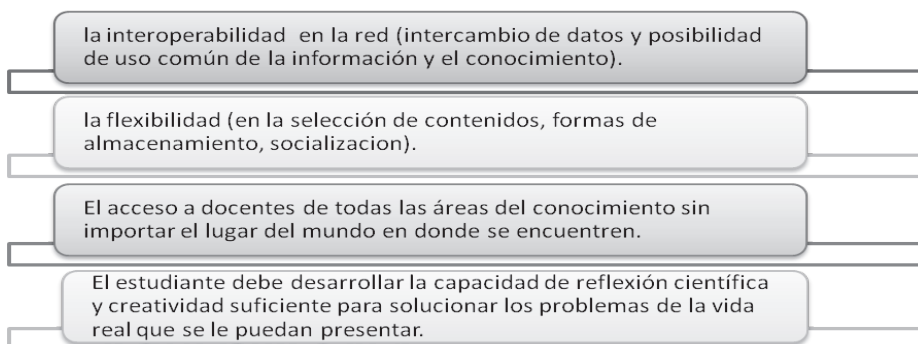 la interoperabilidad en la red (intercambio de datos y posibilidad
de uso común de la información y el conocimiento).
la flexibilidad (en la selección de contenidos, formas de
almacenamiento, socializacion).
El acceso a docentes de todas las áreas del conocimiento sin
importar el lugar del mundo en donde se encuentren.
El estudiante debe desarrollar la capacidad de reflexión científica
y creatividad suficiente para solucionar los problemas de la vida
real que se le puedan presentar.